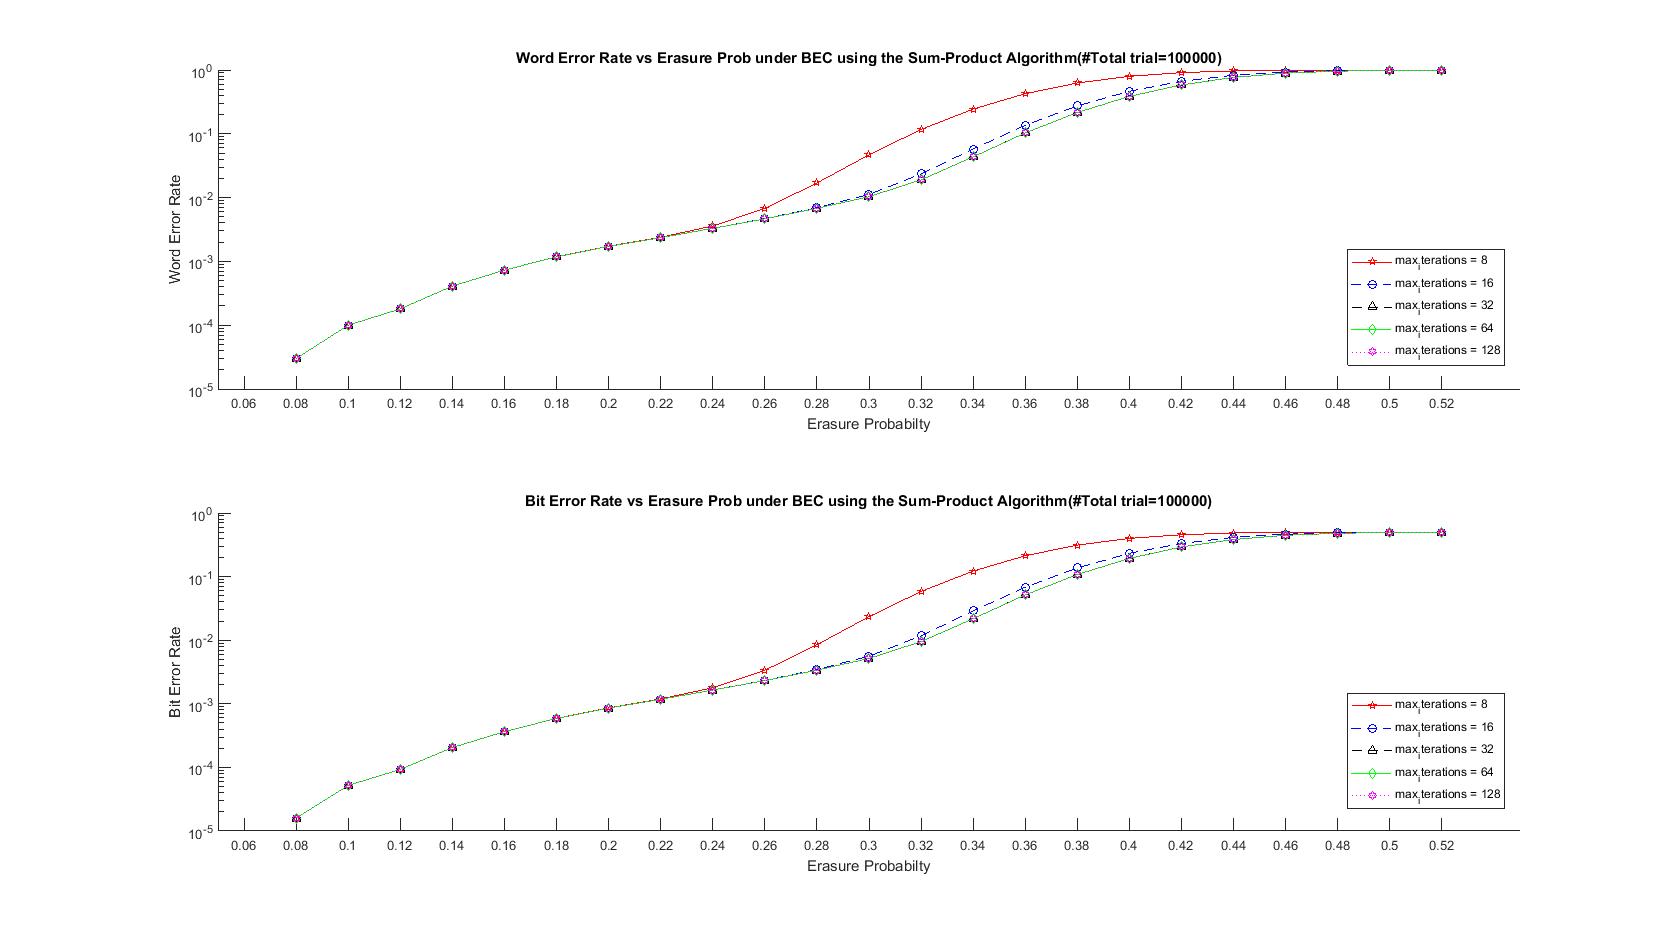 Word Error Rate vs Erasure Prob under BEC using the Sum-Product Algorithm(#Total trial=100000)
10^0
10^-1
10^-2
10^-3
10^-4
10^-5
Word Error Rate
max_iterations = 8
max_iterations = 16
max_iterations = 32
max_iterations = 64
max_iterations = 128
0.06 0.08 0.1 0.12 0.14 0.16 0.18 0.2 0.22 0.24 0.26 0.28 0.3 0.32 0.34 0.36 0.38 0.4 0.42 0.44 0.46 0.48 0.5 0.52
Erasure Probabilty
Bit Error Rate vs Erasure Prob under BEC using the Sum-Product Algorithm(#Total trial=100000)
10^0
10^-1
10^-2
10^-3
10^-4
10^-5
Bit Error Rate
max_iterations = 8
max_iterations = 16
max_iterations = 32
max_iterations = 64
max_iterations = 128
0.06 0.08 0.1 0.12 0.14 0.16 0.18 0.2 0.22 0.24 0.26 0.28 0.3 0.32 0.34 0.36 0.38 0.4 0.42 0.44 0.46 0.48 0.5 0.52
Erasure Probabilty